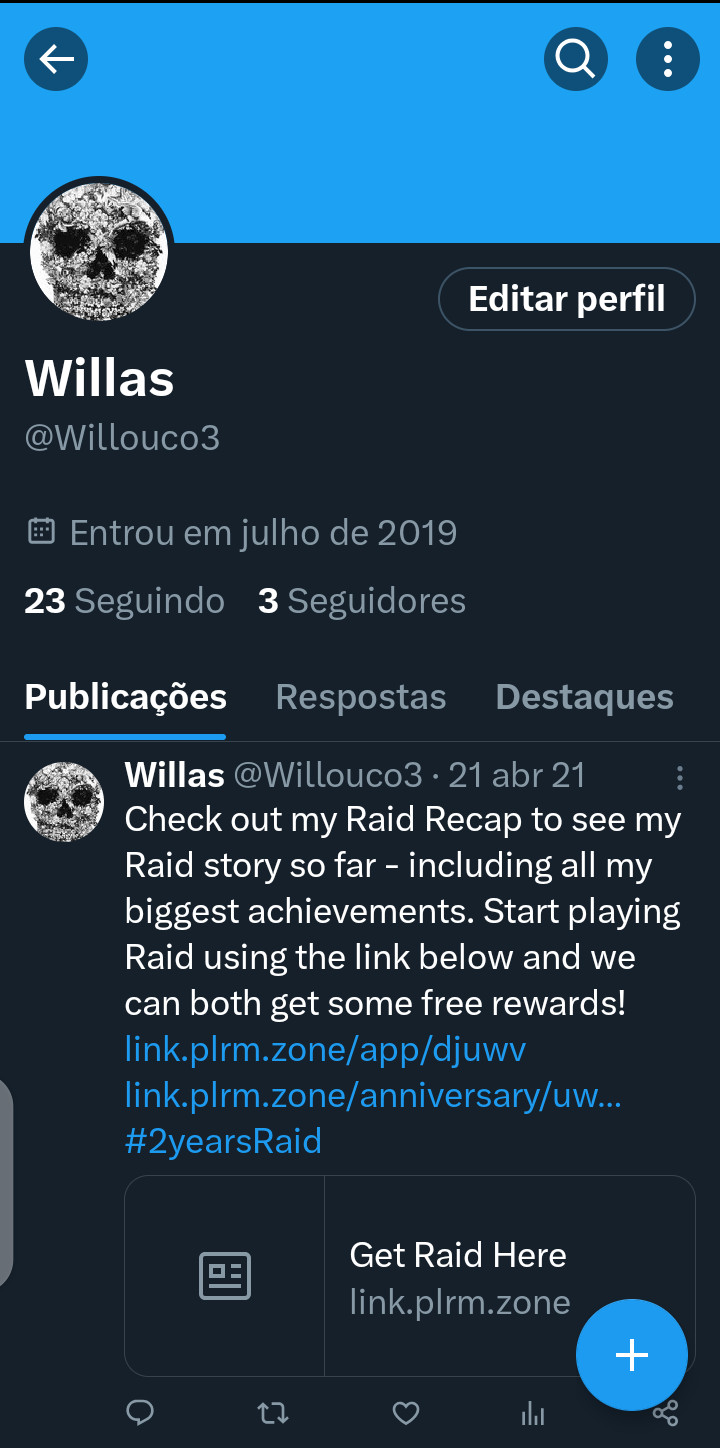 Editar perfil
Willas
@Willouco3
Entrou em julho de 2019
23 Seguindo 3 Seguidores
Publicações Respostas Destaques
Willas @Willouco3 · 21 abr 21
Check out my Raid Recap to see my
Raid story so far - including all my
biggest achievements. Start playing
Raid using the link below and we
can both get some free rewards!
link.plrm.zone/app/djuwv
link.plrm.zone/anniversary/uw...
#2yearsRaid
Get Raid Here
link.plrm.zone